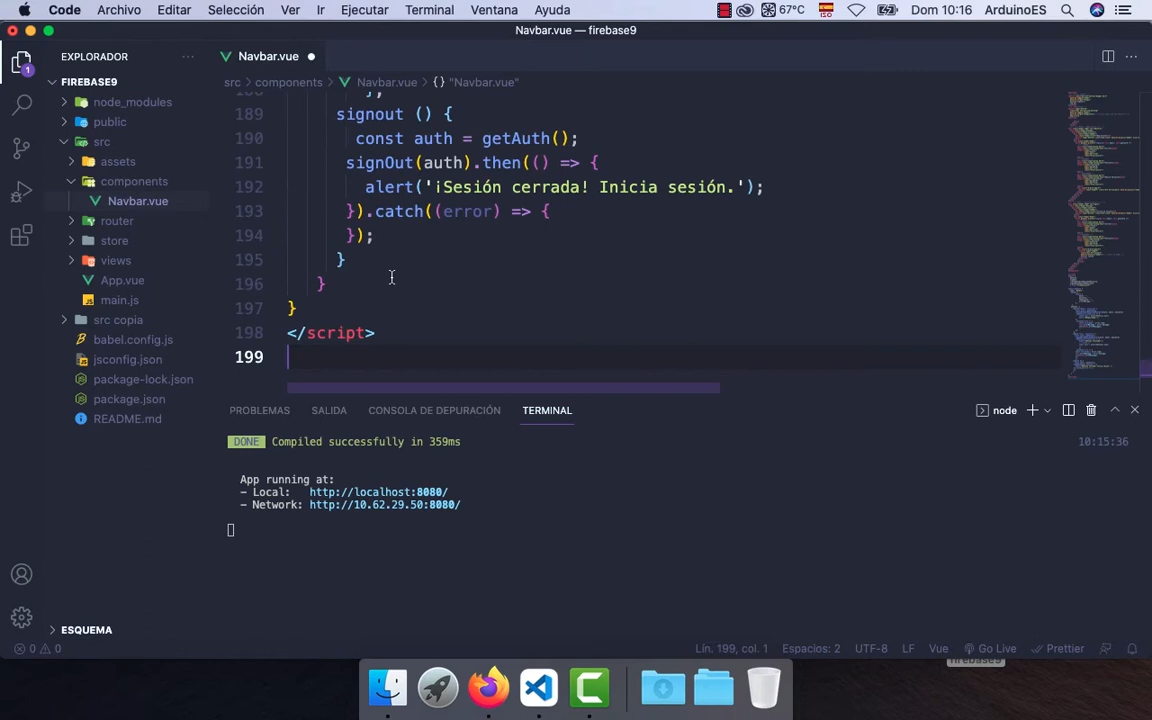 Code Archivo Editar Selección Ver Ir Ejecutar Terminal Ventana Ayuda 67°C ISO Dom 10:16 ArduinoES
Navbar.vue — firebase9
EXPLORADOR
1
FIREBASE9
node_modules
public
src
assets
components
Navbar.vue
router
store
views
App.vue
main.js
src copia
babel.config.js
jsconfig.json
package-lock.json
package.json
README.md
ESQUEMA
Navbar.vue
src > components > Navbar.vue > {} "Navbar.vue"
189 signout () {
190 const auth = getAuth();
191 signOut(auth).then(() => {
192 alert('¡Sesión cerrada! Inicia sesión.');
193 }).catch((error) => {
194 });
195 }
196 }
197 }
198 </script>
199
PROBLEMAS SALIDA CONSOLA DE DEPURACIÓN TERMINAL node
DONE Compiled successfully in 359ms 10:15:36
App running at:
- Local: http://localhost:8080/
- Network: http://10.62.29.50:8080/
0 0 Lín. 199, col. 1 Espacios: 2 UTF-8 LF Vue Go Live Prettier
firebase9